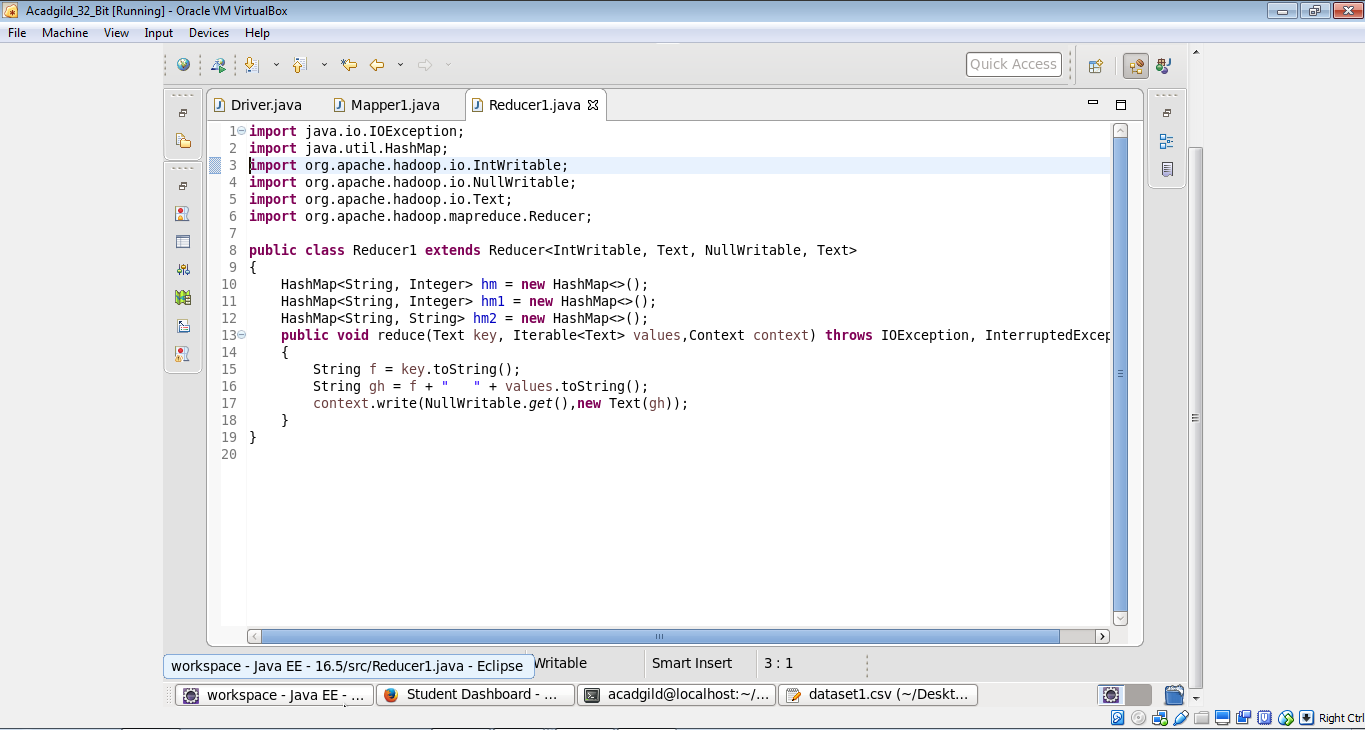 Acadgild_32_Bit [Running] - Oracle VM VirtualBox
File Machine View Input Devices Help
Quick Access
Driver.java Mapper1.java Reducer1.java
1 import java.io.IOException;
2 import java.util.HashMap;
3 import org.apache.hadoop.io.IntWritable;
4 import org.apache.hadoop.io.NullWritable;
5 import org.apache.hadoop.io.Text;
6 import org.apache.hadoop.mapreduce.Reducer;
7
8 public class Reducer1 extends Reducer<IntWritable, Text, NullWritable, Text>
9 {
10     HashMap<String, Integer> hm = new HashMap<>();
11     HashMap<String, Integer> hm1 = new HashMap<>();
12     HashMap<String, String> hm2 = new HashMap<>();
13     public void reduce(Text key, Iterable<Text> values,Context context) throws IOException, InterruptedExcep
14     {
15         String f = key.toString();
16         String gh = f + "   " + values.toString();
17         context.write(NullWritable.get(),new Text(gh));
18     }
19 }
20
workspace - Java EE - 16.5/src/Reducer1.java - Eclipse Writable Smart Insert 3 : 1
workspace - Java EE - ... Student Dashboard - ... acadgild@localhost:~/... dataset1.csv (~/Deskt...
Right Ctrl